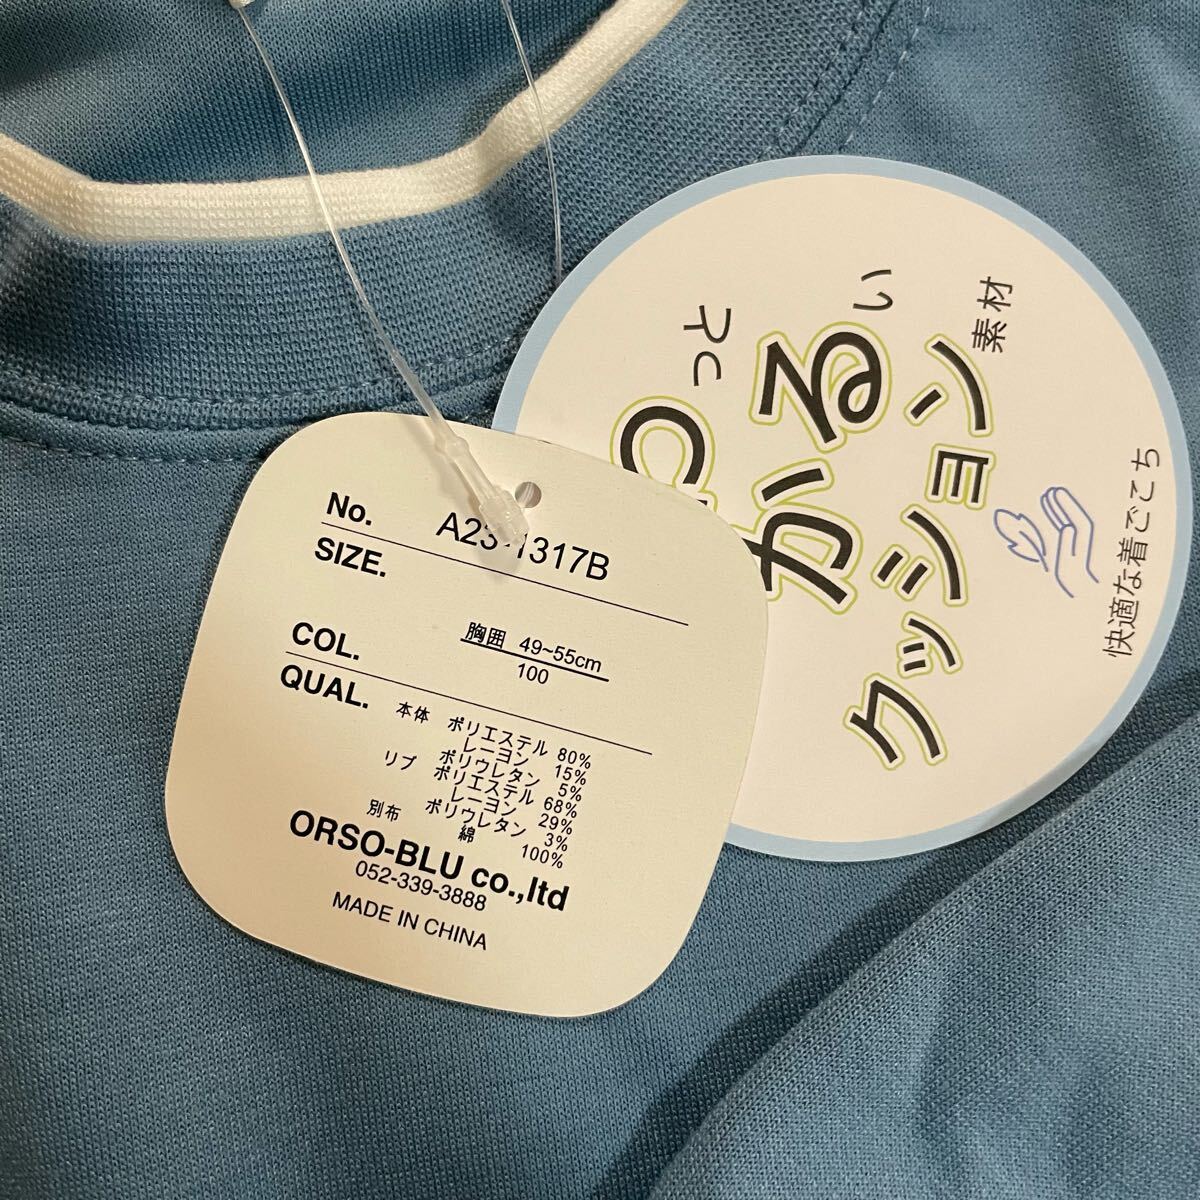 No. A23-1317B
SIZE.
胸囲 49~55cm
100
COL.
QUAL.
本体 ポリエステル 80%
レーヨン 15%
ポリウレタン 5%
リブ ポリエステル 68%
レーヨン 29%
ポリウレタン 3%
別布 綿 100%
ORSO-BLU co.,ltd
052-339-3888
MADE IN CHINA
っと
かるい
クッション
素材
快適な着ごこち